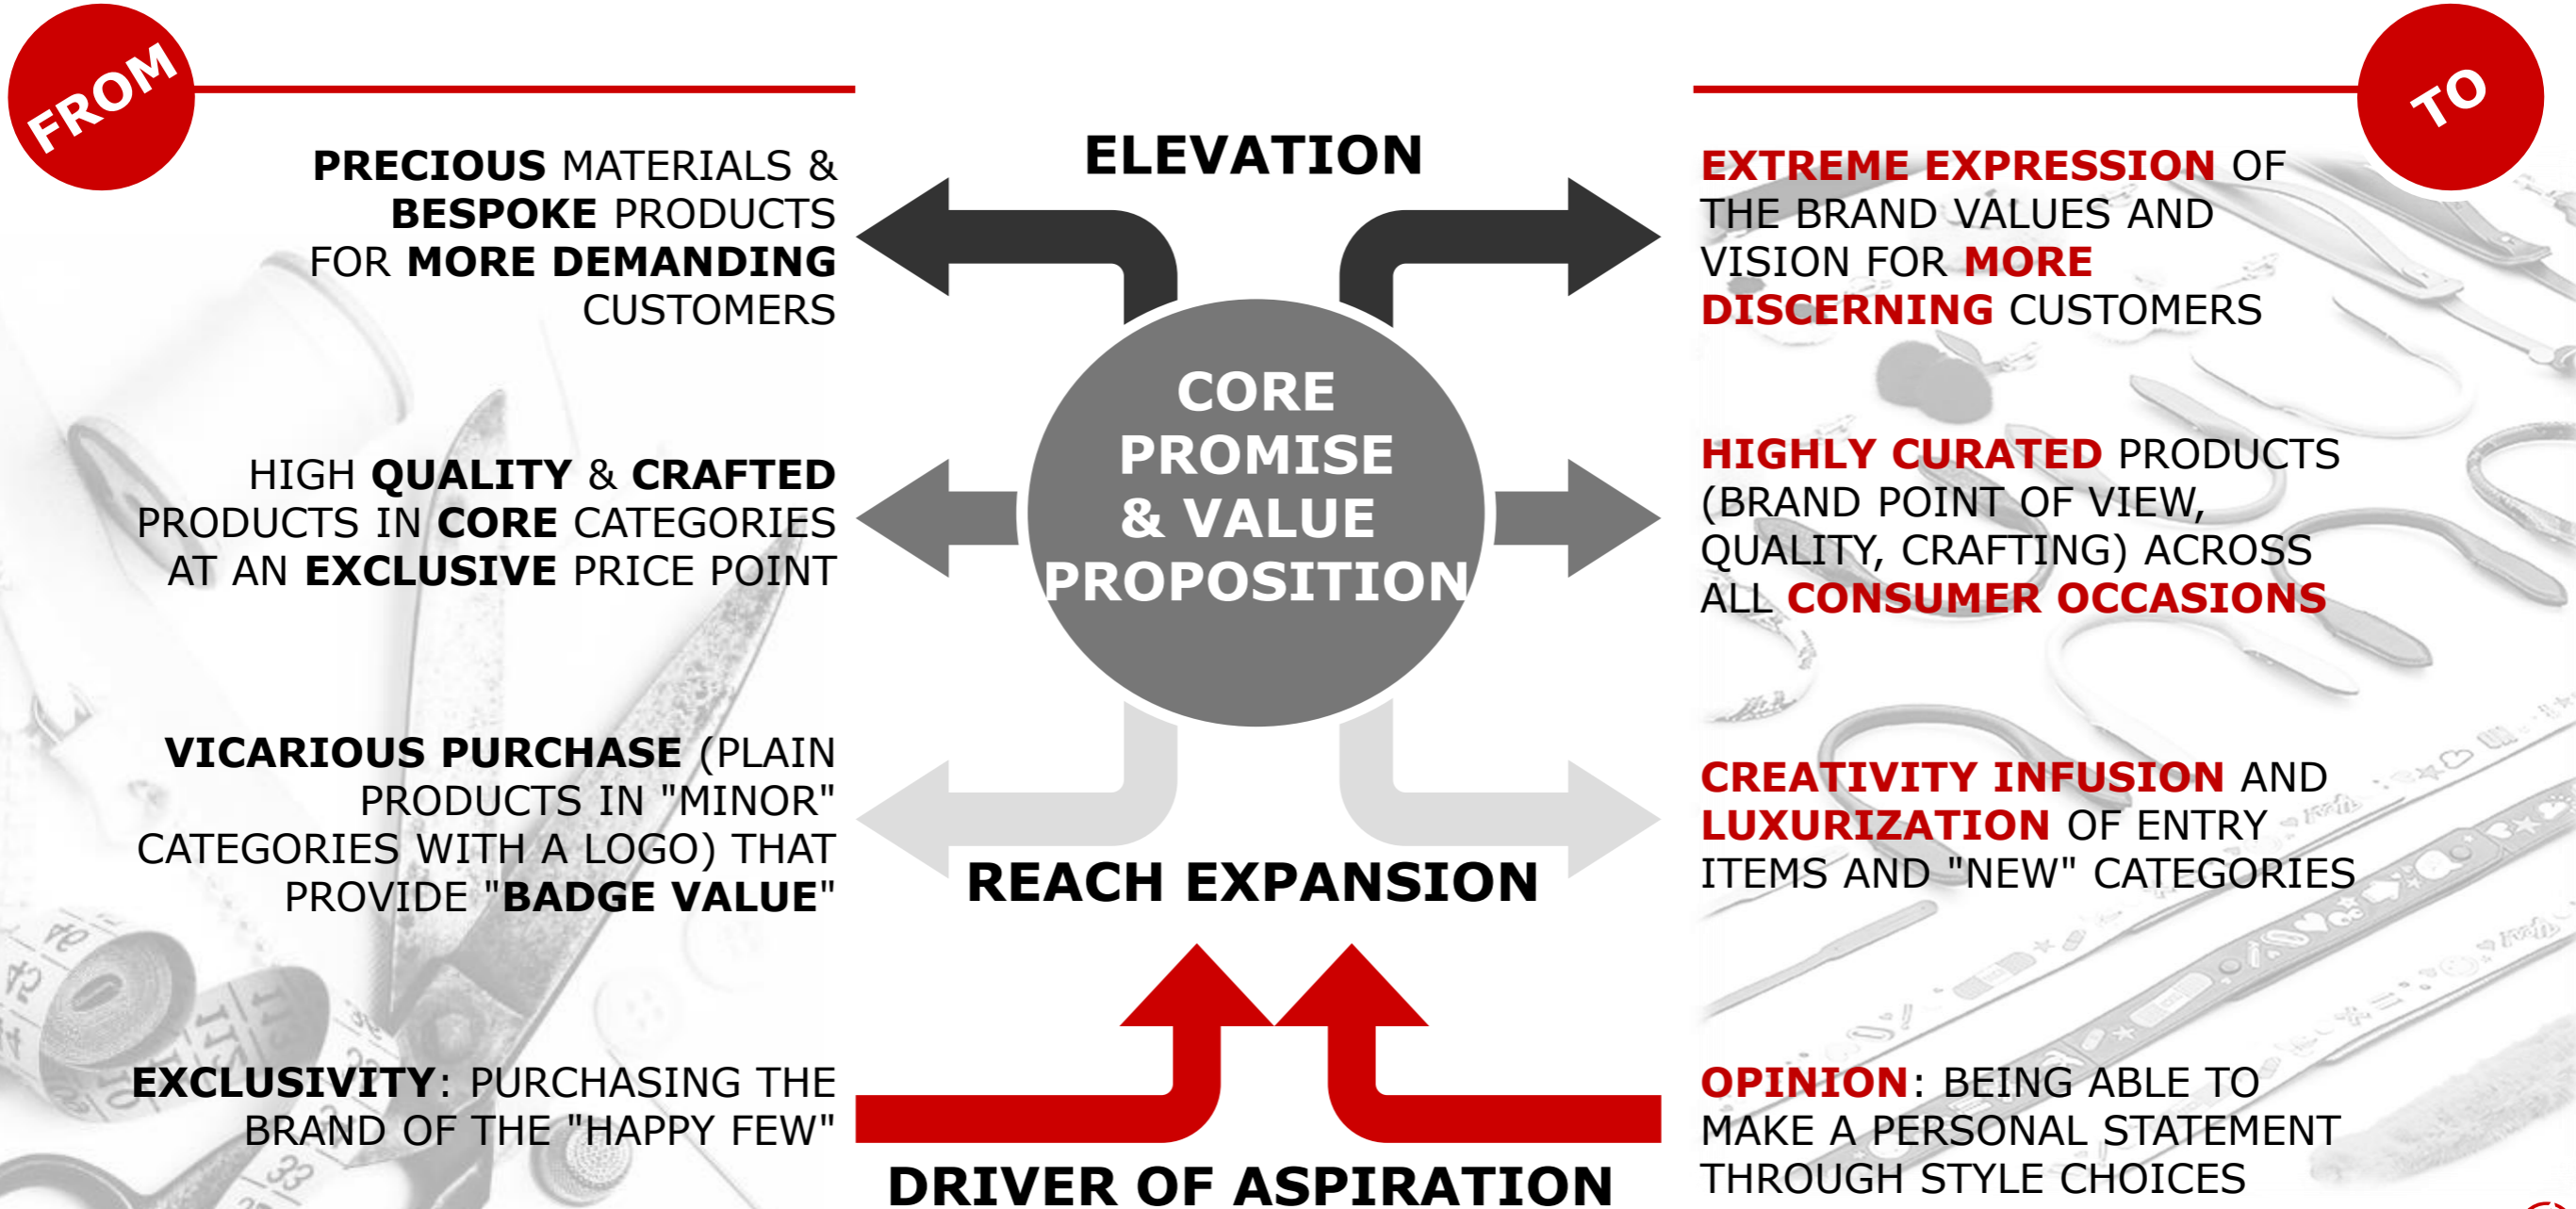 FROM
PRECIOUS MATERIALS &
BESPOKE PRODUCTS
FOR MORE DEMANDING
CUSTOMERS
HIGH QUALITY & CRAFTED
PRODUCTS IN CORE CATEGORIES
AT AN EXCLUSIVE PRICE POINT
VICARIOUS PURCHASE (PLAIN
PRODUCTS IN "MINOR"
CATEGORIES WITH A LOGO) THAT
PROVIDE "BADGE VALUE"
EXCLUSIVITY: PURCHASING THE
BRAND OF THE "HAPPY FEW"
ELEVATION
CORE
PROMISE
& VALUE
PROPOSITION
REACH EXPANSION
DRIVER OF ASPIRATION
TO
EXTREME EXPRESSION OF
THE BRAND VALUES AND
VISION FOR MORE
DISCERNING CUSTOMERS
HIGHLY CURATED PRODUCTS
(BRAND POINT OF VIEW,
QUALITY, CRAFTING) ACROSS
ALL CONSUMER OCCASIONS
CREATIVITY INFUSION AND
LUXURIZATION OF ENTRY
ITEMS AND "NEW" CATEGORIES
OPINION: BEING ABLE TO
MAKE A PERSONAL STATEMENT
THROUGH STYLE CHOICES